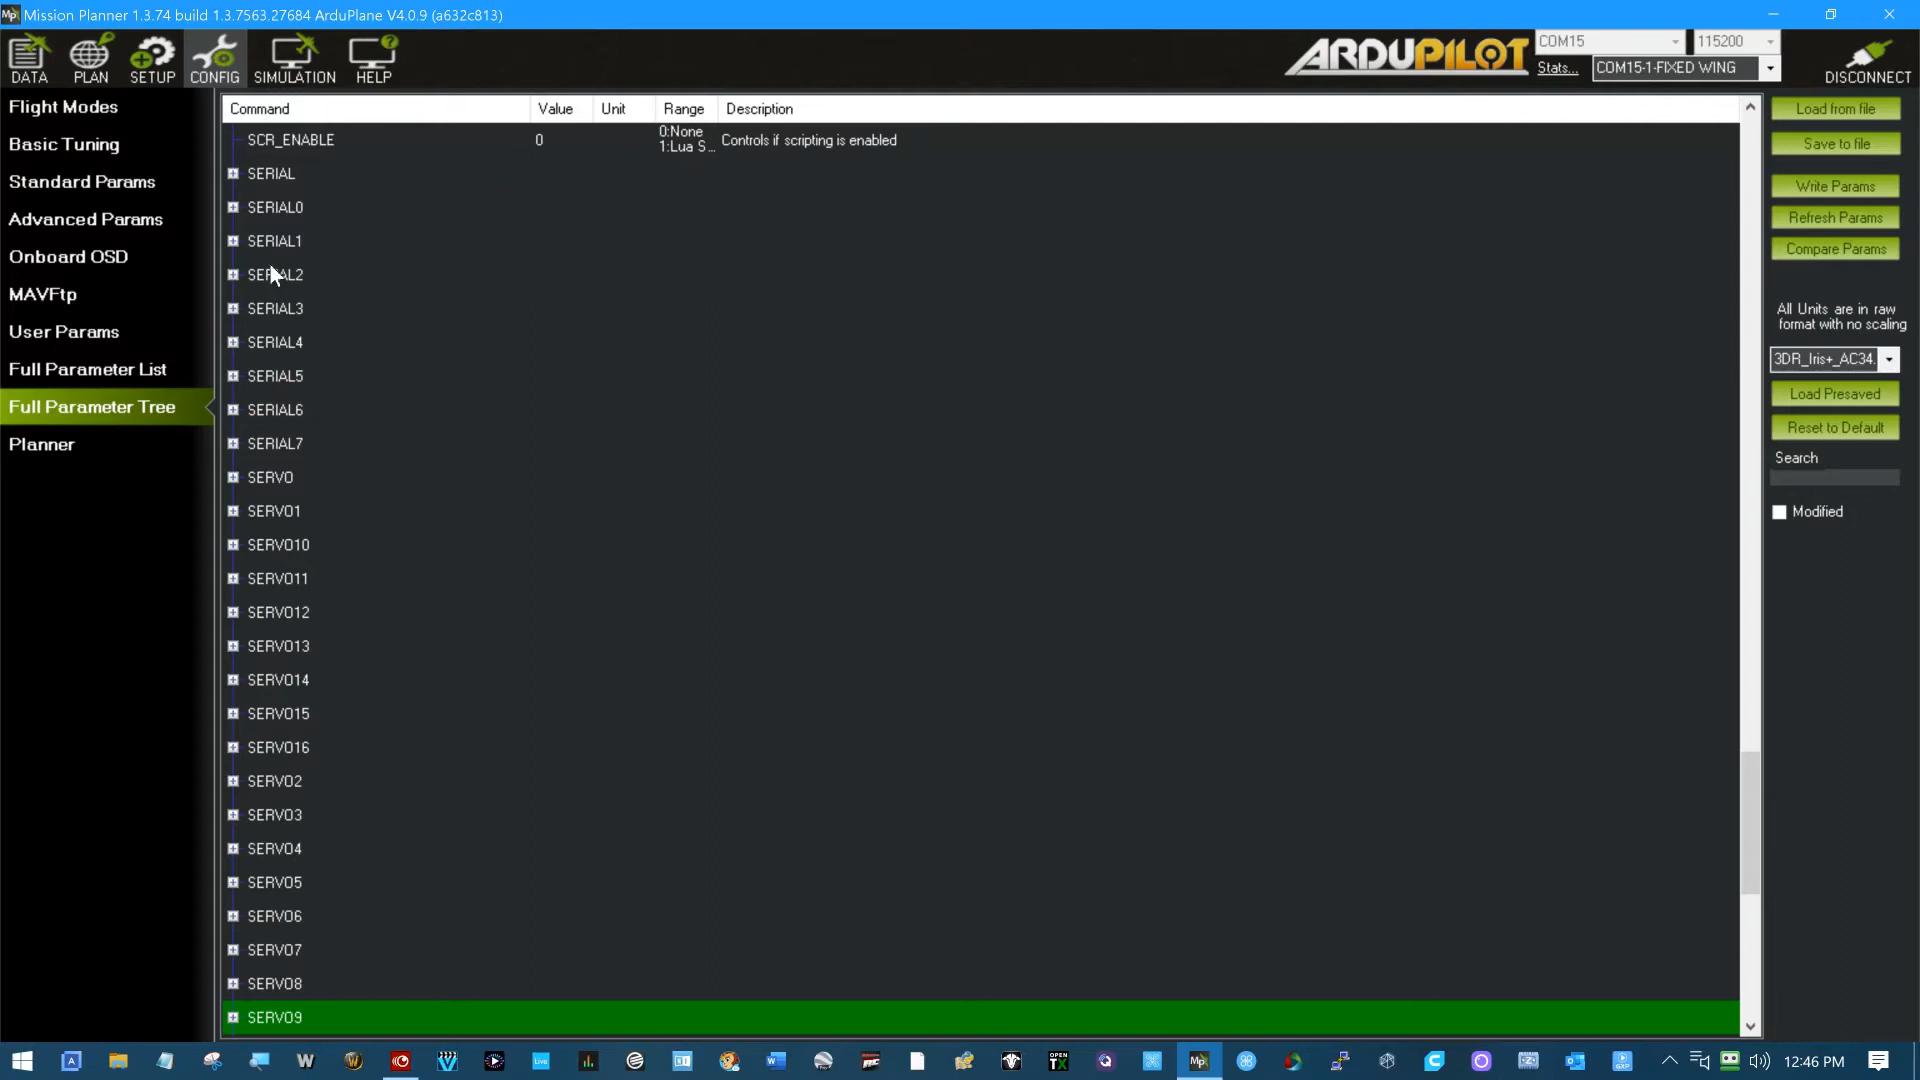 Mission Planner 1.3.74 build 1.3.7563.27684 ArduPlane V4.0.9 (a632c813)
DATA
PLAN
SETUP
CONFIG
SIMULATION
HELP
ARDUPILOT
COM15
115200
Stats...
COM15-1-FIXED WING
DISCONNECT
Flight Modes
Basic Tuning
Standard Params
Advanced Params
Onboard OSD
MAVFtp
User Params
Full Parameter List
Full Parameter Tree
Planner
Command Value Unit Range Description
SCR_ENABLE 0 0:None Controls if scripting is enabled
1:Lua S...
SERIAL
SERIAL0
SERIAL1
SERIAL2
SERIAL3
SERIAL4
SERIAL5
SERIAL6
SERIAL7
SERVO
SERVO1
SERVO10
SERVO11
SERVO12
SERVO13
SERVO14
SERVO15
SERVO16
SERVO2
SERVO3
SERVO4
SERVO5
SERVO6
SERVO7
SERVO8
SERVO9
Load from file
Save to file
Write Params
Refresh Params
Compare Params
All Units are in raw
format with no scaling
3DR_Iris+_AC34.
Load Presaved
Reset to Default
Search
Modified
12:46 PM